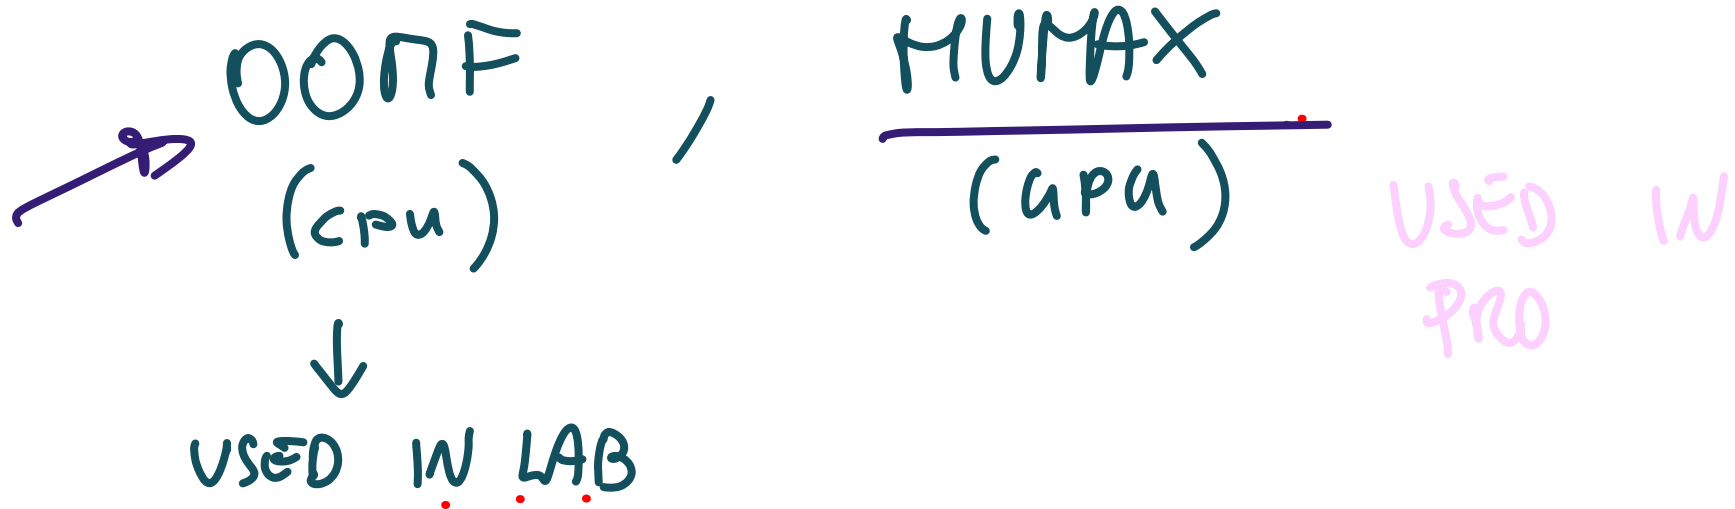 OOMF , MUMAX
(CPU) (GPU)
USED IN
PRO
USED IN LAB